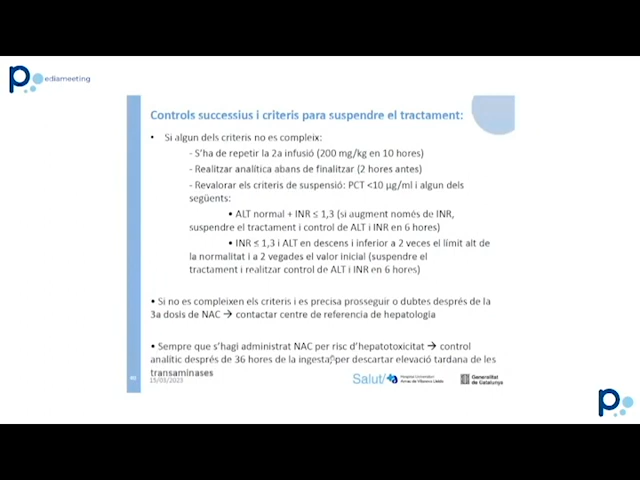 ediameeting
Controls successius i criteris para suspendre el tractament:
• Si algun dels criteris no es compleix:
- S'ha de repetir la 2a infusió (200 mg/kg en 10 hores)
- Realitzar analítica abans de finalitzar (2 hores antes)
- Revalorar els criteris de suspensió: PCT <10 µg/ml i algun dels
següents:
• ALT normal + INR ≤ 1,3 (si augment només de INR,
suspendre el tractament i control de ALT i INR en 6 hores)
• INR ≤ 1,3 i ALT en descens i inferior a 2 veces el límit alt de
la normalitat i a 2 vegades el valor inicial (suspendre el
tractament i realitzar control de ALT i INR en 6 hores)
• Si no es compleixen els criteris i es precisa prosseguir o dubtes després de la
3a dosis de NAC → contactar centre de referencia de hepatologia
• Sempre que s'hagi administrat NAC per risc d'hepatotoxicitat → control
analític després de 36 hores de la ingesta per descartar elevació tardana de les
transaminases
15/03/2023
Salut/
Hospital Universitari
Arnau de Vilanova Lleida
Generalitat
de Catalunya